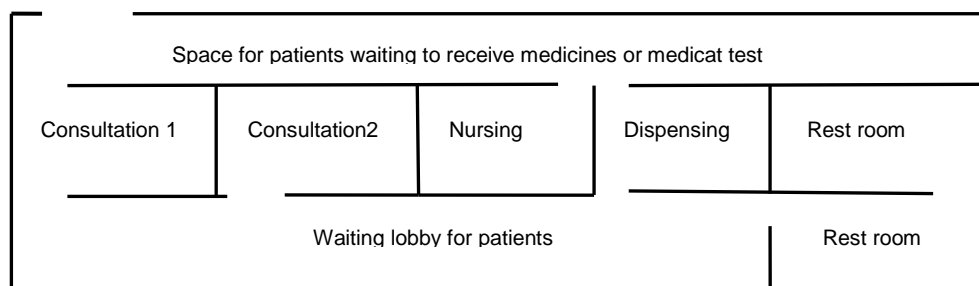 Space for patients waiting to receive medicines or medicat test
Consultation 1 Consultation2 Nursing Dispensing Rest room
Waiting lobby for patients Rest room